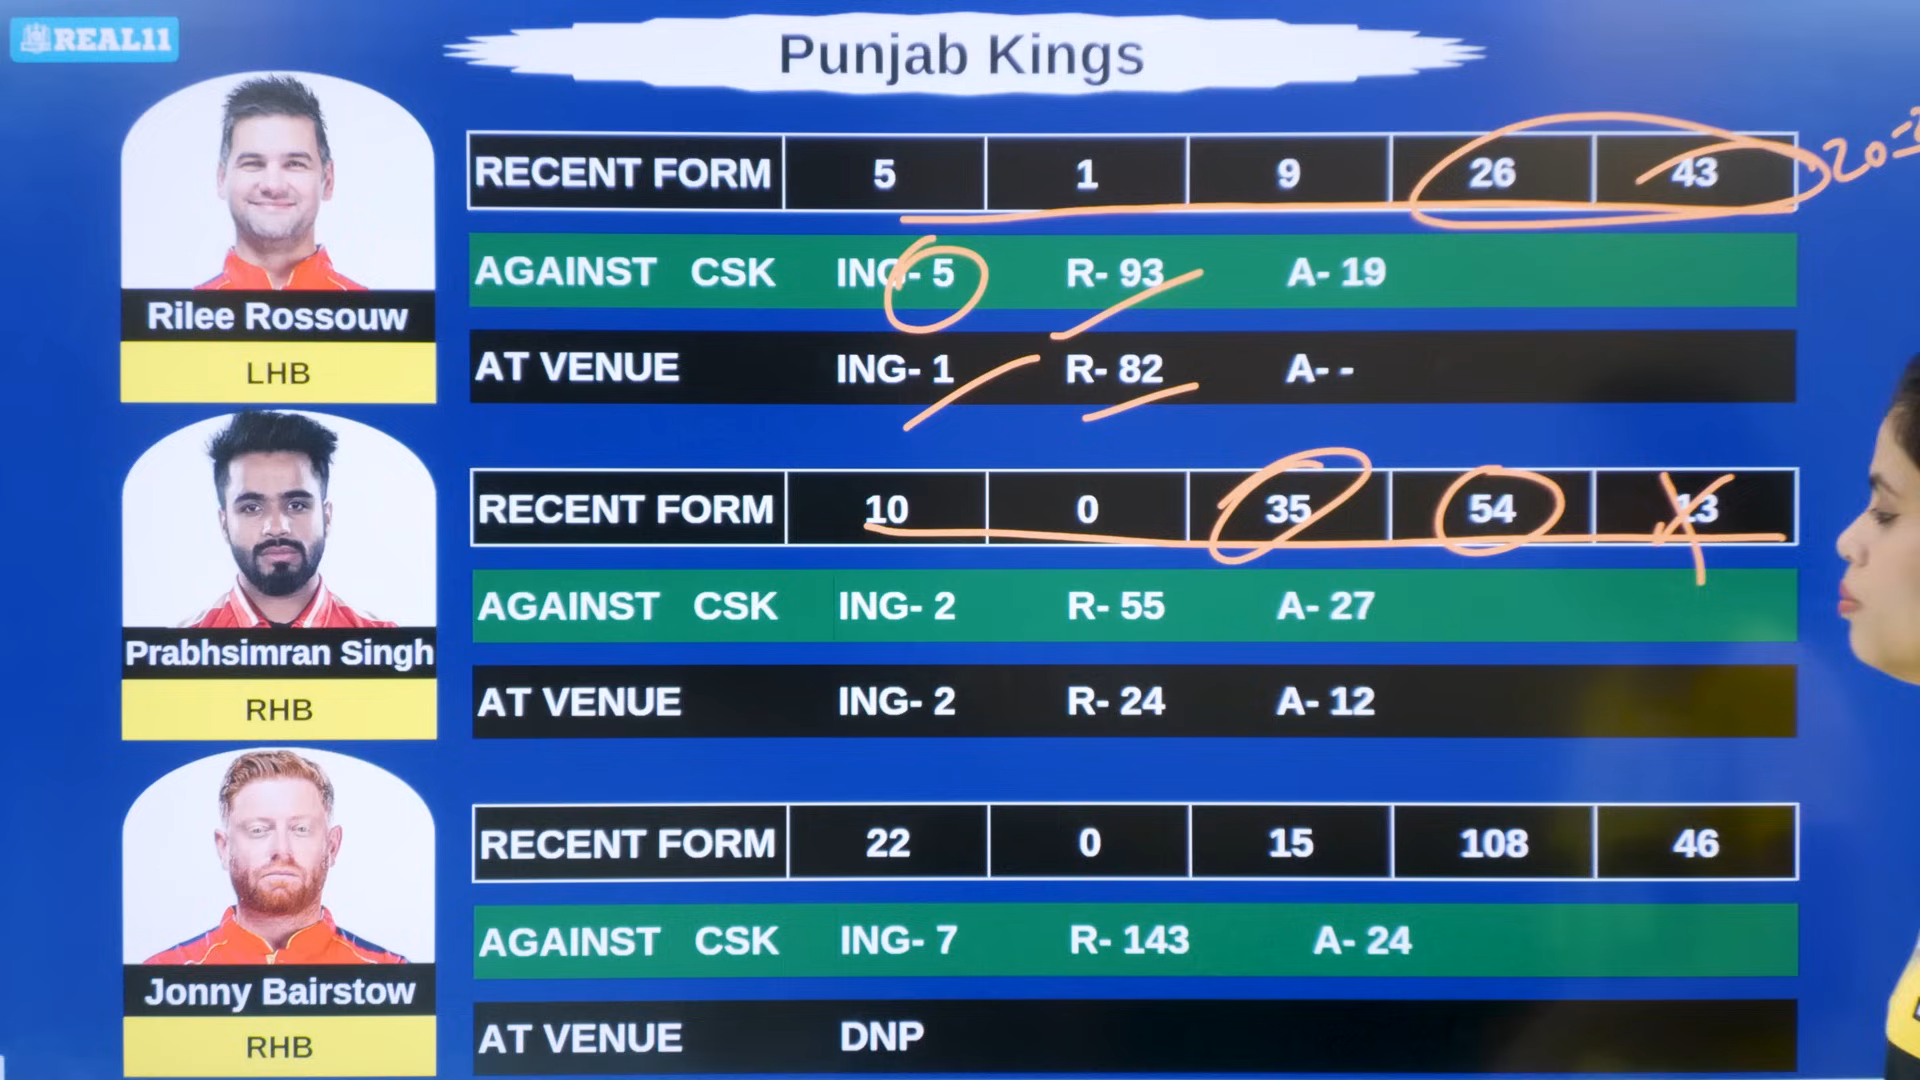 REAL11
Punjab Kings
RECENT FORM 5 1 9 26 43
20-
AGAINST CSK ING- 5 R- 93 A- 19
Rilee Rossouw
LHB
AT VENUE ING- 1 R- 82 A- -
RECENT FORM 10 0 35 54 13
AGAINST CSK ING- 2 R- 55 A- 27
Prabhsimran Singh
RHB
AT VENUE ING- 2 R- 24 A- 12
RECENT FORM 22 0 15 108 46
AGAINST CSK ING- 7 R- 143 A- 24
Jonny Bairstow
RHB
AT VENUE DNP